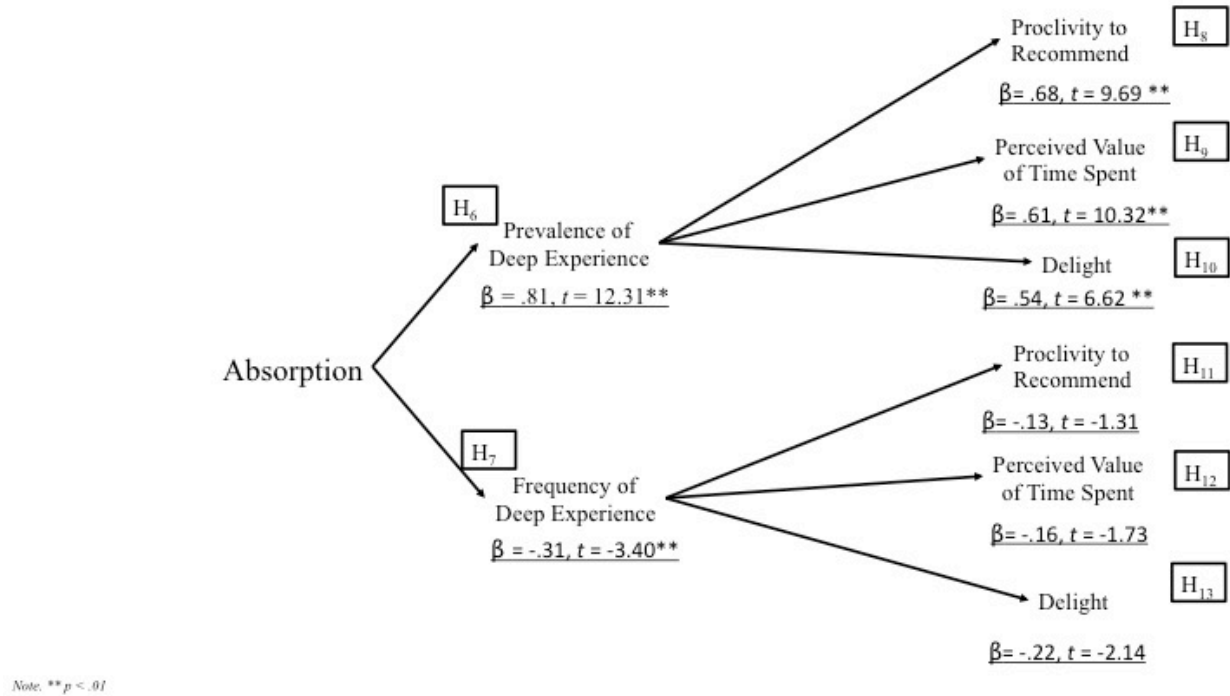 Proclivity to
Recommend
H8
β= .68, t = 9.69 **
Perceived Value
of Time Spent
H9
β= .61, t = 10.32**
Delight
H10
β= .54, t = 6.62 **
H6
Prevalence of
Deep Experience
β = .81, t = 12.31**
Absorption
H7
Frequency of
Deep Experience
β = -.31, t = -3.40**
Proclivity to
Recommend
H11
β= -.13, t = -1.31
Perceived Value
of Time Spent
H12
β= -.16, t = -1.73
Delight
H13
β= -.22, t = -2.14
Note. ** p < .01